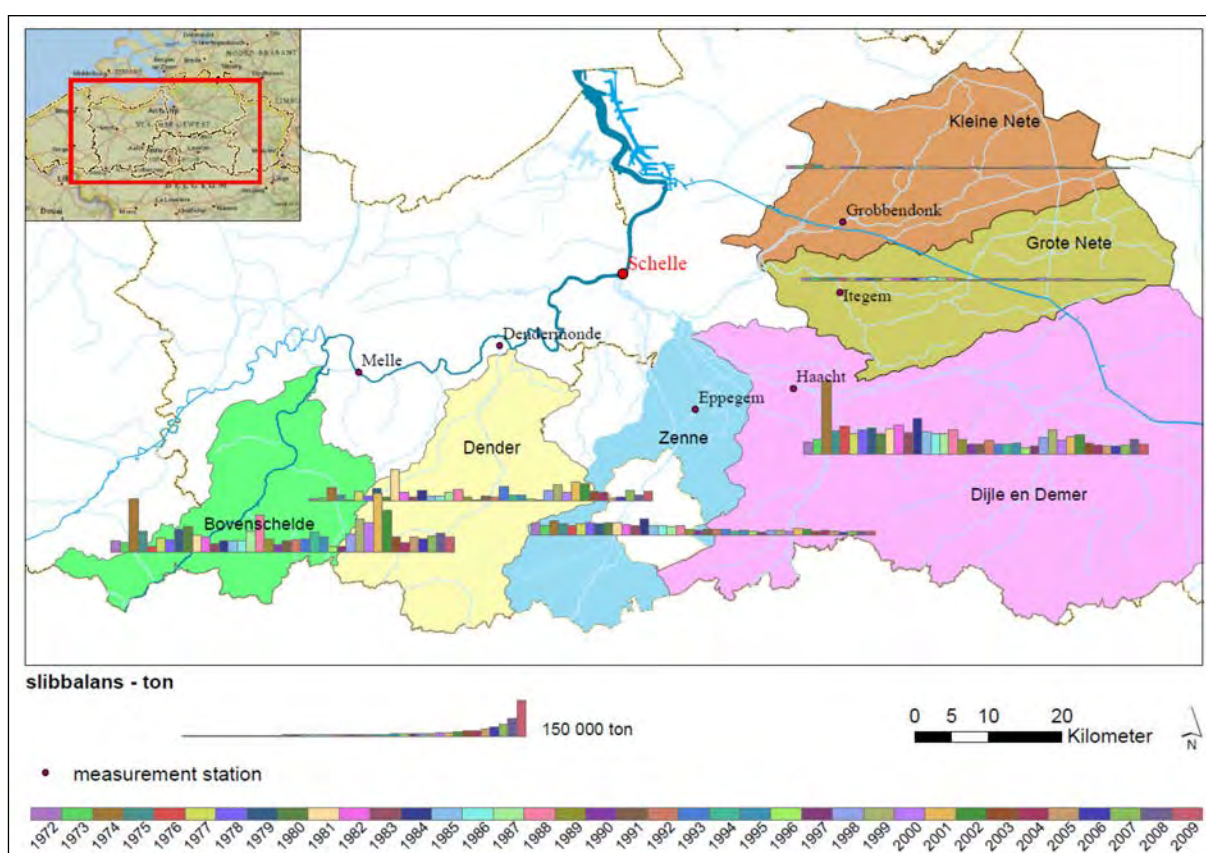 Kleine Nete
Grobbendonk
Grote Nete
Schelle
Itegem
Dendermonde
Melle
Haacht
Eppegem
Dender
Zenne
Dijle en Demer
Bovenschelde
slibbalans - ton
150 000 ton
0 5 10 20
Kilometer
N
measurement station
1972 1973 1974 1975 1976 1977 1978 1979 1980 1981 1982 1983 1984 1985 1986 1987 1988 1989 1990 1991 1992 1993 1994 1995 1996 1997 1998 1999 2000 2001 2002 2003 2004 2005 2006 2007 2008 2009